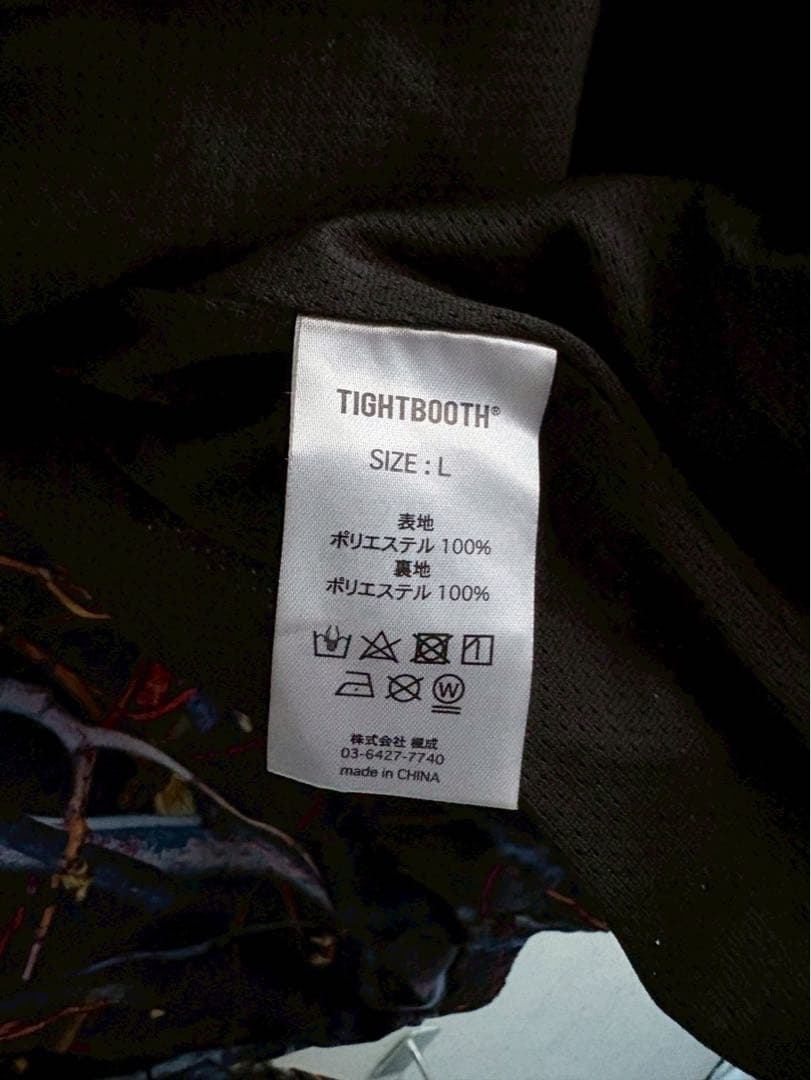 TIGHTBOOTH®
SIZE : L
表地
ポリエステル 100%
裏地
ポリエステル 100%
W
株式会社 楓成
03-6427-7740
made in CHINA